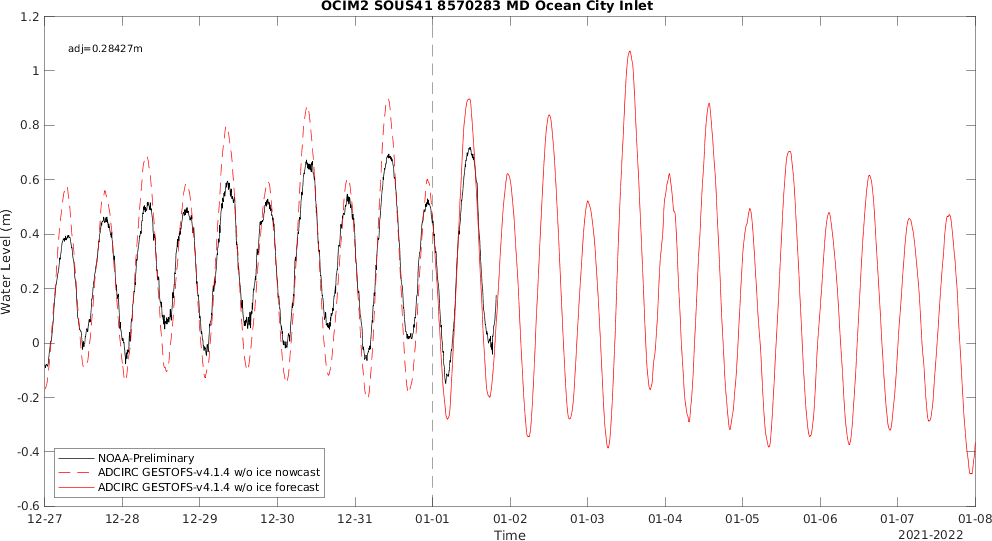 OCIM2 SOUS41 8570283 MD Ocean City Inlet
adj=0.28427m
1.2
1
0.8
0.6
0.4
0.2
0
-0.2
-0.4
-0.6
Water Level (m)
NOAA-Preliminary
ADCIRC GESTOFS-v4.1.4 w/o ice nowcast
ADCIRC GESTOFS-v4.1.4 w/o ice forecast
12-27 12-28 12-29 12-30 12-31 01-01 01-02 01-03 01-04 01-05 01-06 01-07 01-08
Time
2021-2022